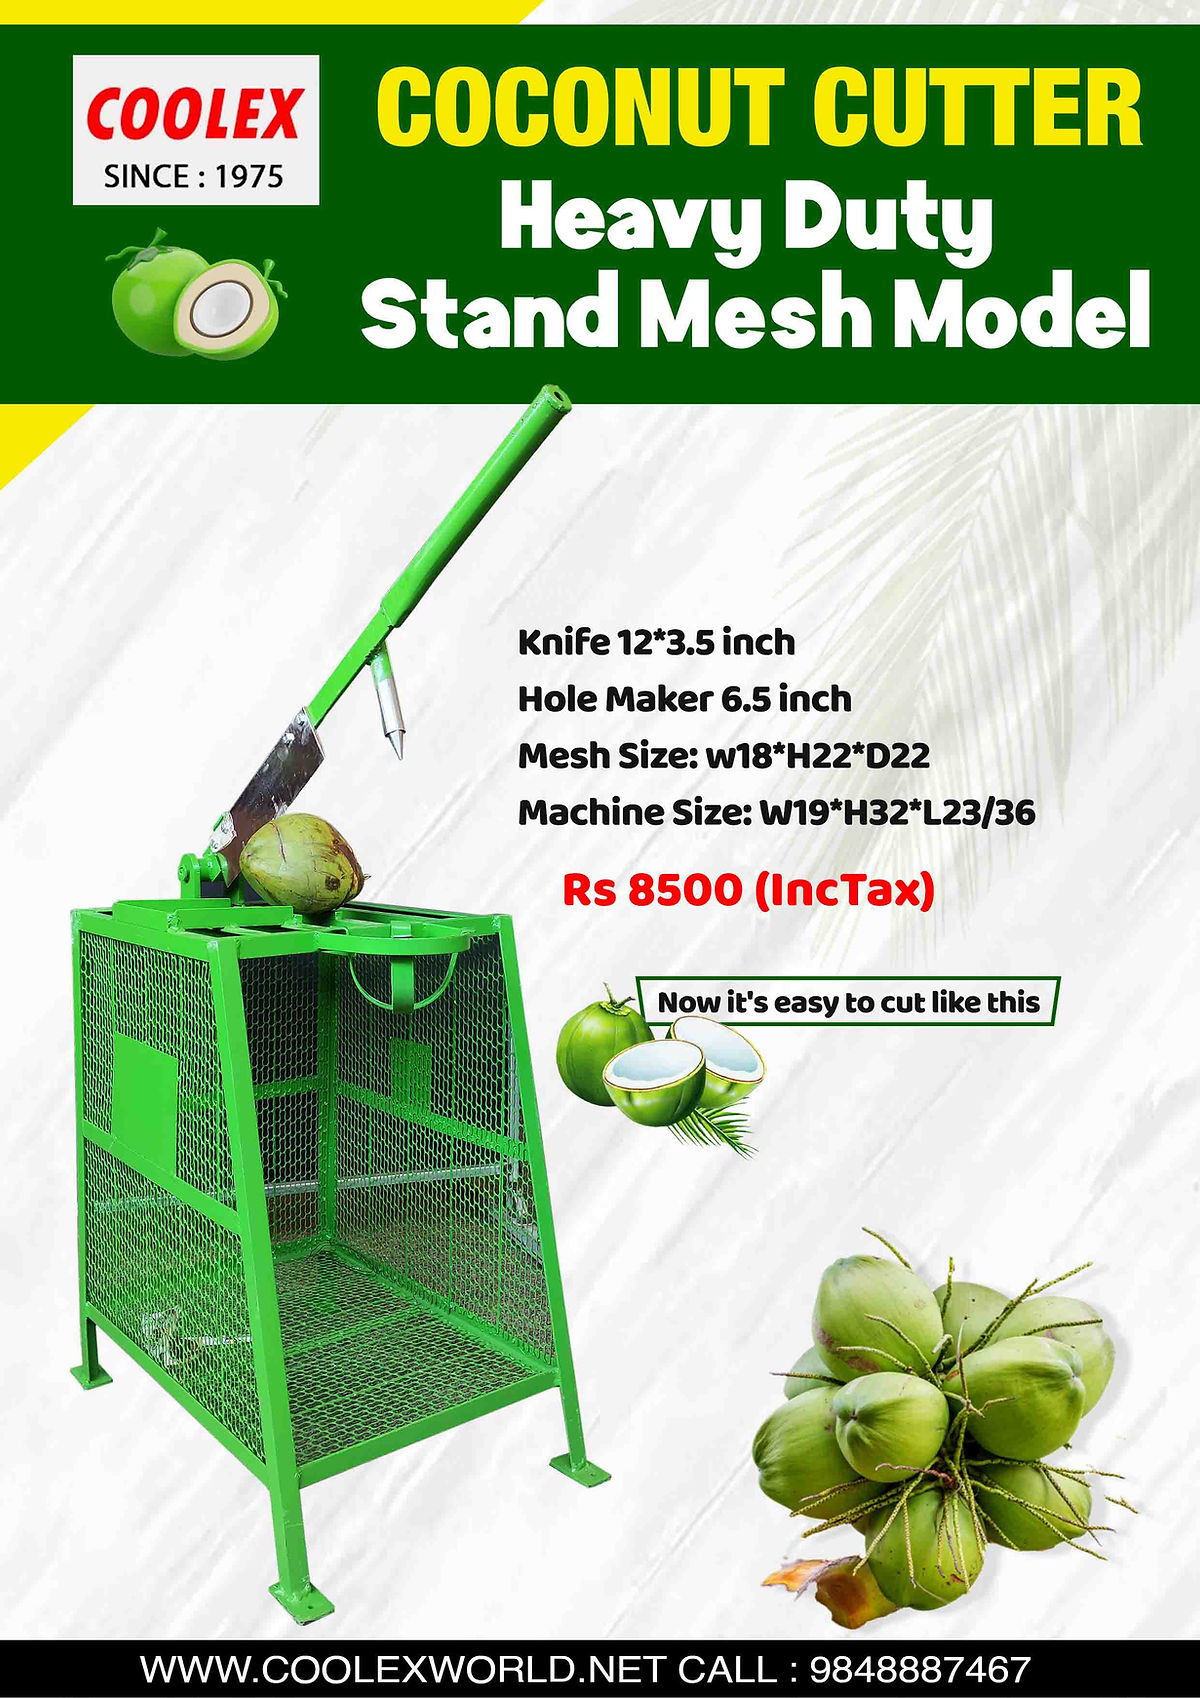 COOLEX
SINCE : 1975
COCONUT CUTTER
Heavy Duty
Stand Mesh Model
Knife 12*3.5 inch
Hole Maker 6.5 inch
Mesh Size: w18*H22*D22
Machine Size: W19*H32*L23/36
Rs 8500 (IncTax)
Now it's easy to cut like this
WWW.COOLEXWORLD.NET CALL : 9848887467